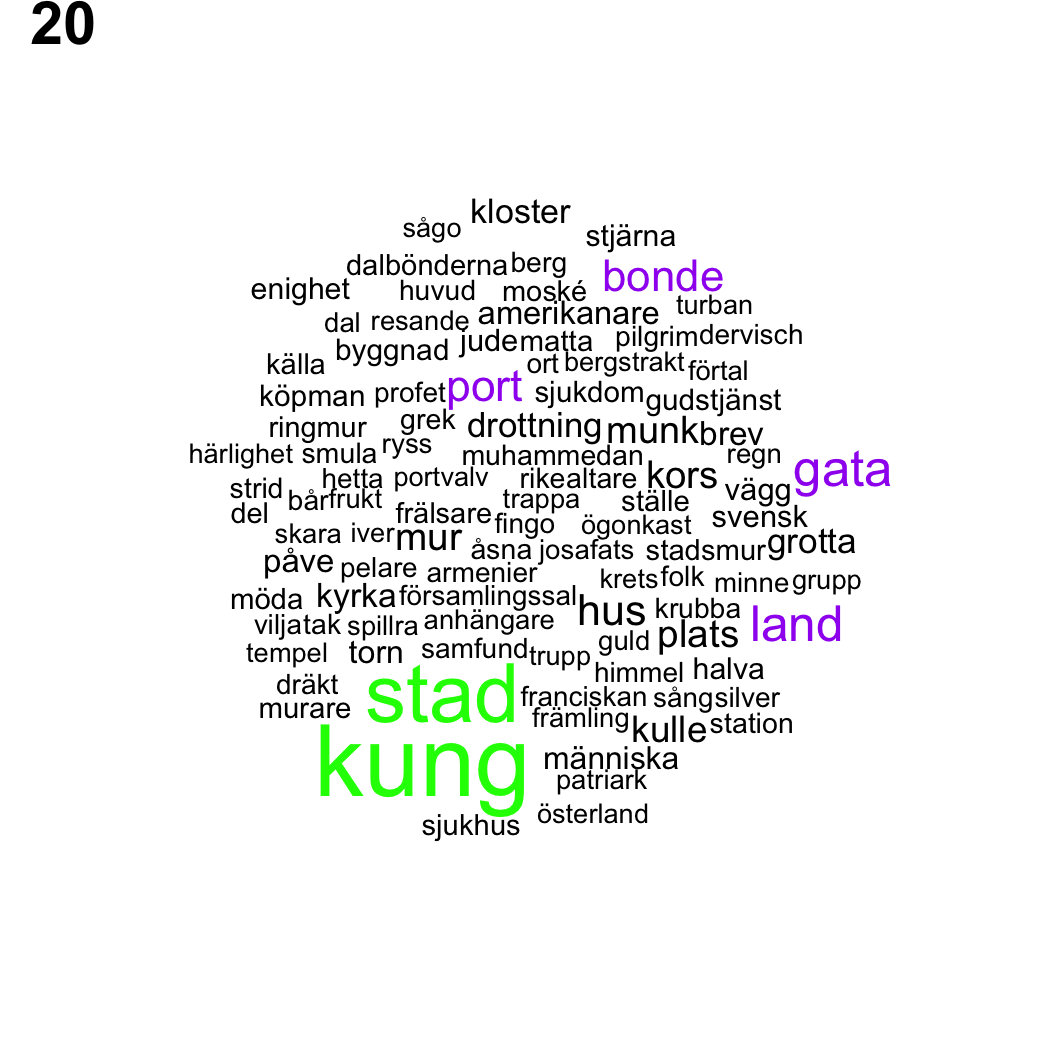 20
kloster
sågo
stjärna
dalbönderna berg
bonde
enighet huvud moské
turban
amerikanare
dal resande
pilgrim dervisch
byggnad jude matta
källa ort bergstrakt förtal
port
köpman profet sjukdom gudstjänst
ringmur grek drottning munk brev
härlighet smula ryss muhammedan regn
gata
hetta portvalv rike altare kors
strid bår frukt trappa ställe vägg
del frälsare fingo ögonkast svensk
skara iver mur åsna josafats stadsmur grotta
påve pelare armenier krets folk minne grupp
möda kyrka församlingssal hus krubba
land
viljatak spillra anhängare guld plats
tempel torn samfund trupp himmel halva
dräkt stad franciskan sång silver
murare främling kulle station
kung människa
patriark
österland
sjukhus